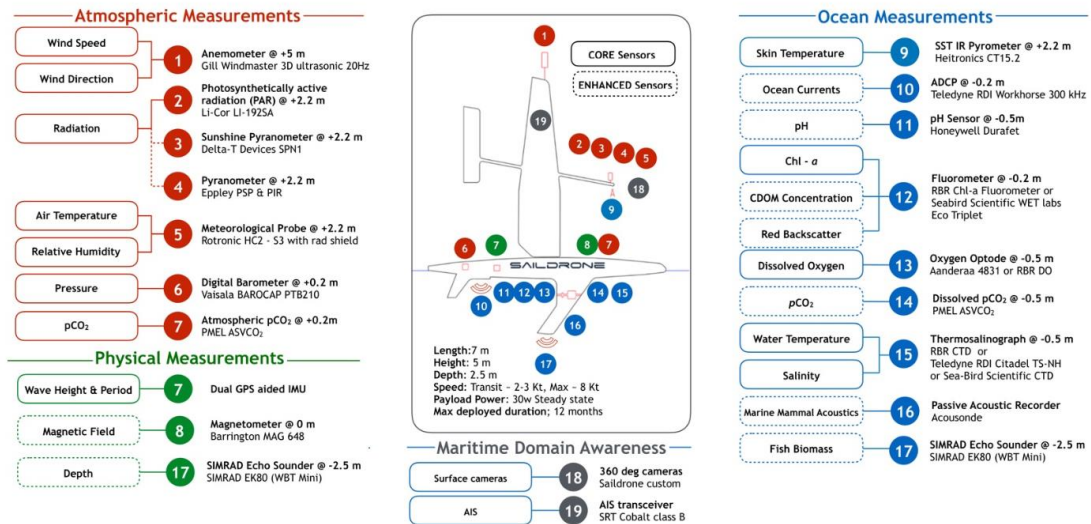 Atmospheric Measurements
Wind Speed
Wind Direction
1
Anemometer @ +5 m
Gill Windmaster 3D ultrasonic 20Hz
Radiation
2
Photosynthetically active
radiation (PAR) @ +2.2 m
Li-Cor LI-192SA
3
Sunshine Pyranometer @ +2.2 m
Delta-T Devices SPN1
4
Pyranometer @ +2.2 m
Eppley PSP & PIR
Air Temperature
Relative Humidity
5
Meteorological Probe @ +2.2 m
Rotronic HC2 - S3 with rad shield
Pressure
6
Digital Barometer @ +0.2 m
Vaisala BAROCAP PTB210
pCO₂
7
Atmospheric pCO₂ @ +0.2m
PMEL ASVCO₂
Physical Measurements
Wave Height & Period
7
Dual GPS aided IMU
Magnetic Field
8
Magnetometer @ 0 m
Barrington MAG 648
Depth
17
SIMRAD Echo Sounder @ -2.5 m
SIMRAD EK80 (WBT Mini)
1
CORE Sensors
ENHANCED Sensors
19
2 3 4 5
18
9
6 7 8 7
SAILDRONE
10 11 12 13 14 15
16
17
Length:7 m
Height: 5 m
Depth: 2.5 m
Speed: Transit ~ 2-3 Kt, Max ~ 8 Kt
Payload Power: 30w Steady state
Max deployed duration; 12 months
Maritime Domain Awareness
Surface cameras
18
360 deg cameras
Saildrone custom
AIS
19
AIS transceiver
SRT Cobalt class B
Ocean Measurements
Skin Temperature
9
SST IR Pyrometer @ +2.2 m
Heitronics CT15.2
Ocean Currents
10
ADCP @ -0.2 m
Teledyne RDI Workhorse 300 kHz
pH
11
pH Sensor @ -0.5m
Honeywell Durafet
Chl - a
CDOM Concentration
Red Backscatter
12
Fluorometer @ -0.2 m
RBR Chl-a Fluorometer or
Seabird Scientific WET labs
Eco Triplet
Dissolved Oxygen
13
Oxygen Optode @ -0.5 m
Aanderaa 4831 or RBR DO
pCO₂
14
Dissolved pCO₂ @ -0.5 m
PMEL ASVCO₂
Water Temperature
Salinity
15
Thermosalinograph @ -0.5 m
RBR CTD or
Teledyne RDI Citadel TS-NH
or Sea-Bird Scientific CTD
Marine Mammal Acoustics
16
Passive Acoustic Recorder
Acousonde
Fish Biomass
17
SIMRAD Echo Sounder @ -2.5 m
SIMRAD EK80 (WBT Mini)